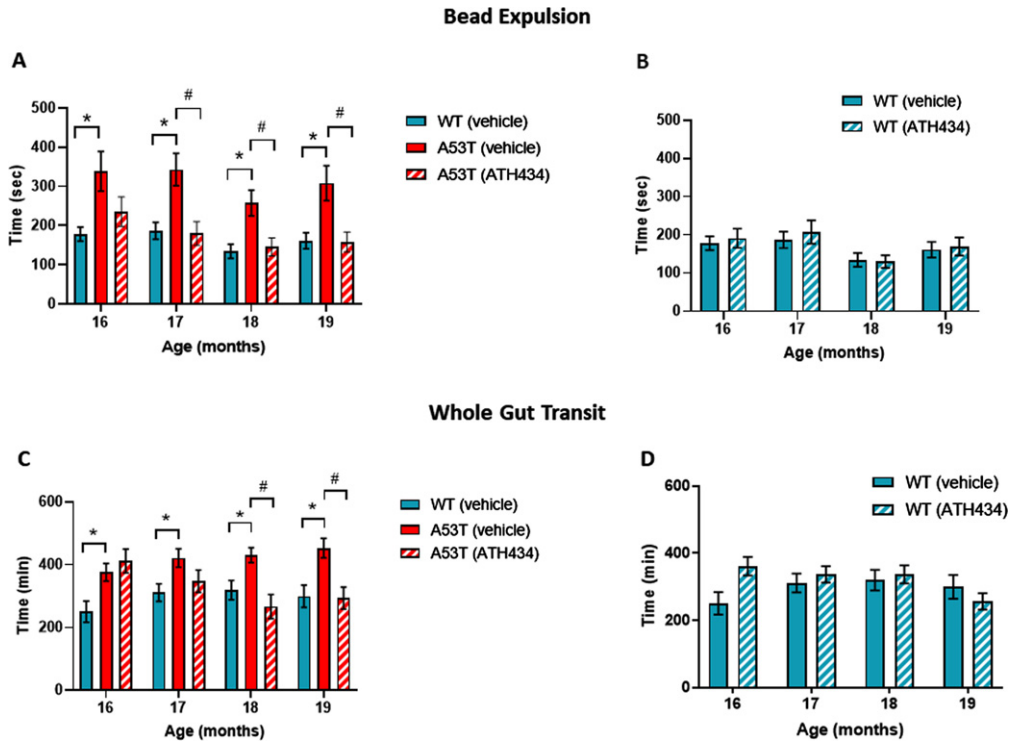 Bead Expulsion
A
B
*
#
*
#
*
#
*
500
400
300
200
100
0
Time (sec)
16
17
18
19
Age (months)
WT (vehicle)
A53T (vehicle)
A53T (ATH434)
WT (vehicle)
WT (ATH434)
500
400
300
200
100
0
Time (sec)
16
17
18
19
Age (months)
Whole Gut Transit
C
D
*
*
*
#
*
#
600
400
200
0
Time (min)
16
17
18
19
Age (months)
WT (vehicle)
A53T (vehicle)
A53T (ATH434)
WT (vehicle)
WT (ATH434)
600
400
200
0
Time (min)
16
17
18
19
Age (months)